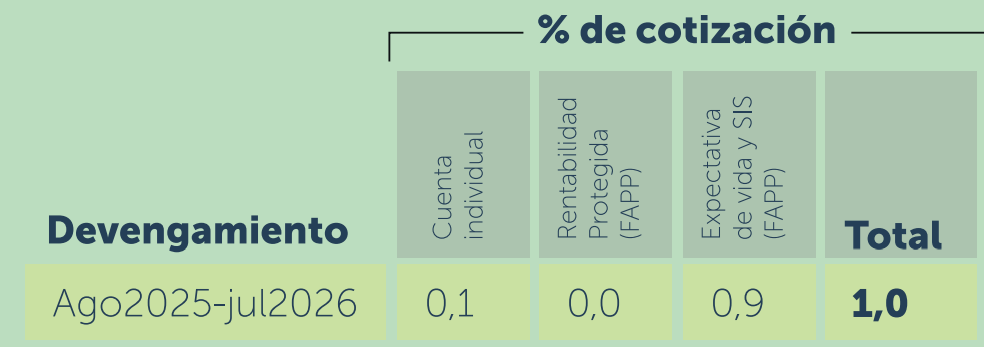 % de cotización
Cuenta
individual
Rentabilidad
Protegida
(FAPP)
Expectativa
de vida y SIS
(FAPP)
Devengamiento
Total
Ago2025-jul2026 0,1 0,0 0,9 1,0